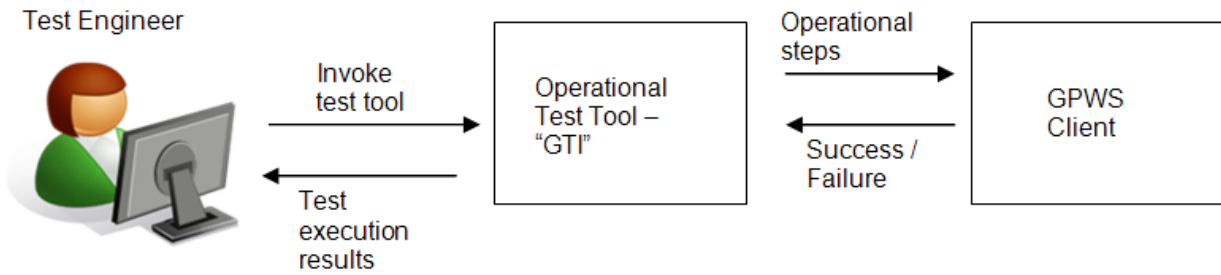 Test Engineer
Invoke
test tool
Test
execution
results
Operational
Test Tool –
“GTI”
Operational
steps
Success /
Failure
GPWS
Client